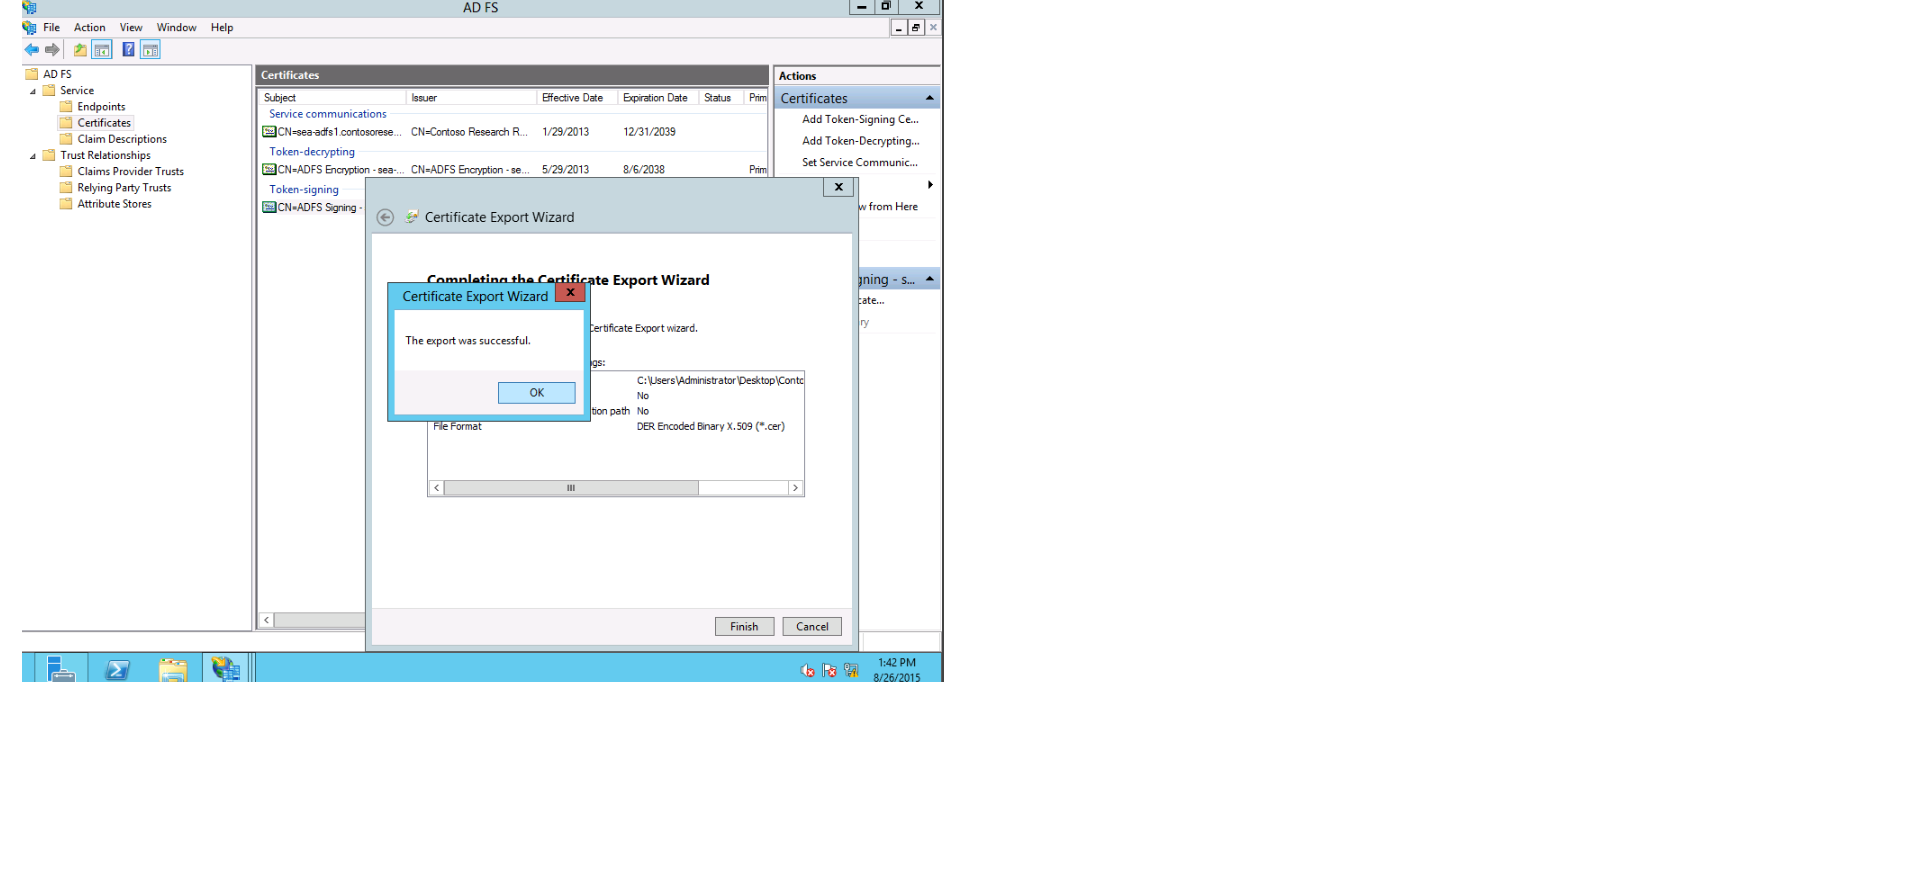 AD FS
File Action View Window Help
AD FS
Service
Endpoints
Certificates
Claim Descriptions
Trust Relationships
Claims Provider Trusts
Relying Party Trusts
Attribute Stores
Certificates
Subject Issuer Effective Date Expiration Date Status Prim
Service communications
CN=sea-adfs1.contosorese... CN=Contoso Research R... 1/29/2013 12/31/2039
Token-decrypting
CN=ADFS Encryption - sea-... CN=ADFS Encryption - se... 5/29/2013 8/6/2038 Prim
Token-signing
CN=ADFS Signing -
Actions
Certificates
Add Token-Signing Ce...
Add Token-Decrypting...
Set Service Communic...
w from Here
gning - s...
cate...
ry
Certificate Export Wizard
Completing the Certificate Export Wizard
Certificate Export wizard.
ngs:
C:\Users\Administrator\Desktop\Contc
No
tion path No
File Format DER Encoded Binary X.509 (*.cer)
Finish Cancel
Certificate Export Wizard
The export was successful.
OK
1:42 PM
8/26/2015